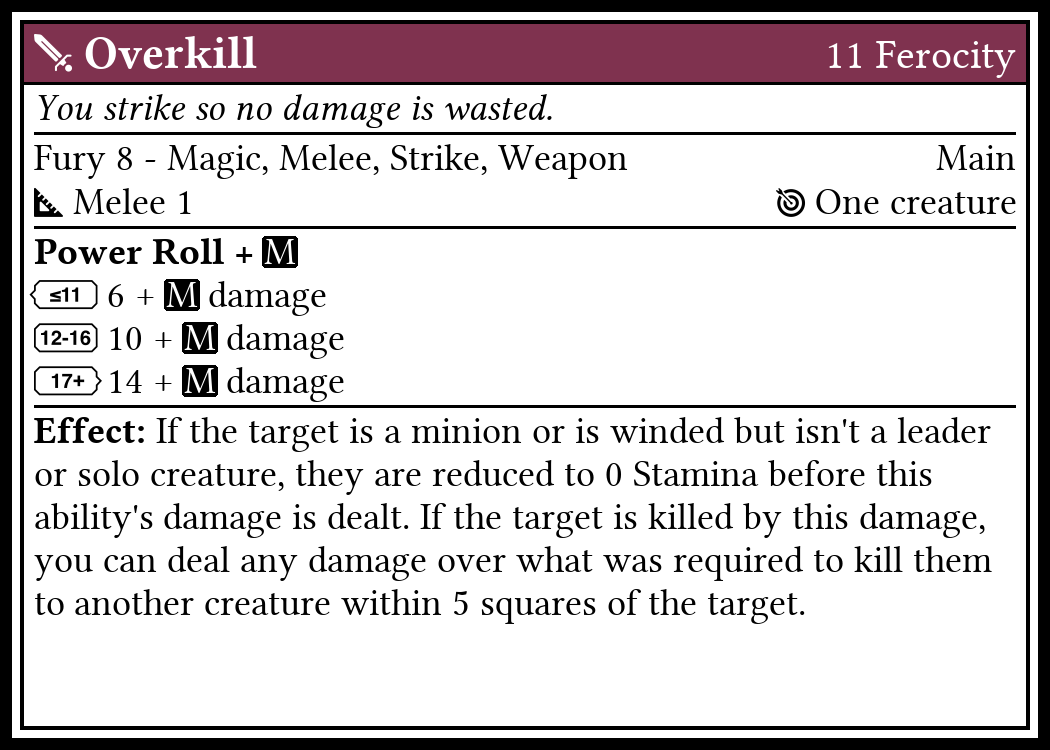 Overkill 11 Ferocity
You strike so no damage is wasted.
Fury 8 - Magic, Melee, Strike, Weapon Main
Melee 1 One creature
Power Roll + M
≤11 6 + M damage
12-16 10 + M damage
17+ 14 + M damage
Effect: If the target is a minion or is winded but isn't a leader
or solo creature, they are reduced to 0 Stamina before this
ability's damage is dealt. If the target is killed by this damage,
you can deal any damage over what was required to kill them
to another creature within 5 squares of the target.